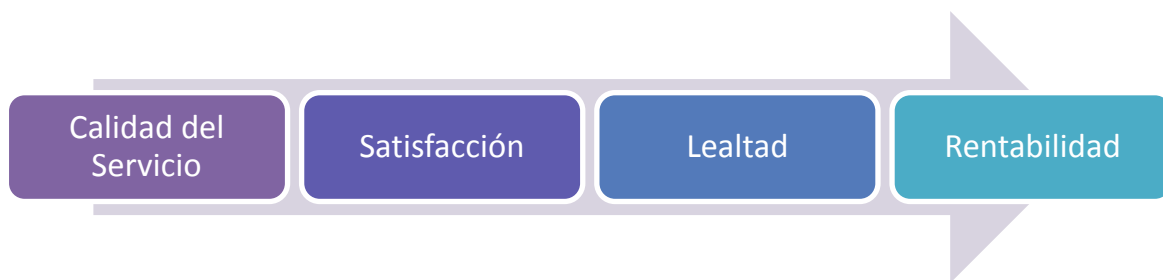 Calidad del
Servicio
Satisfacción
Lealtad
Rentabilidad